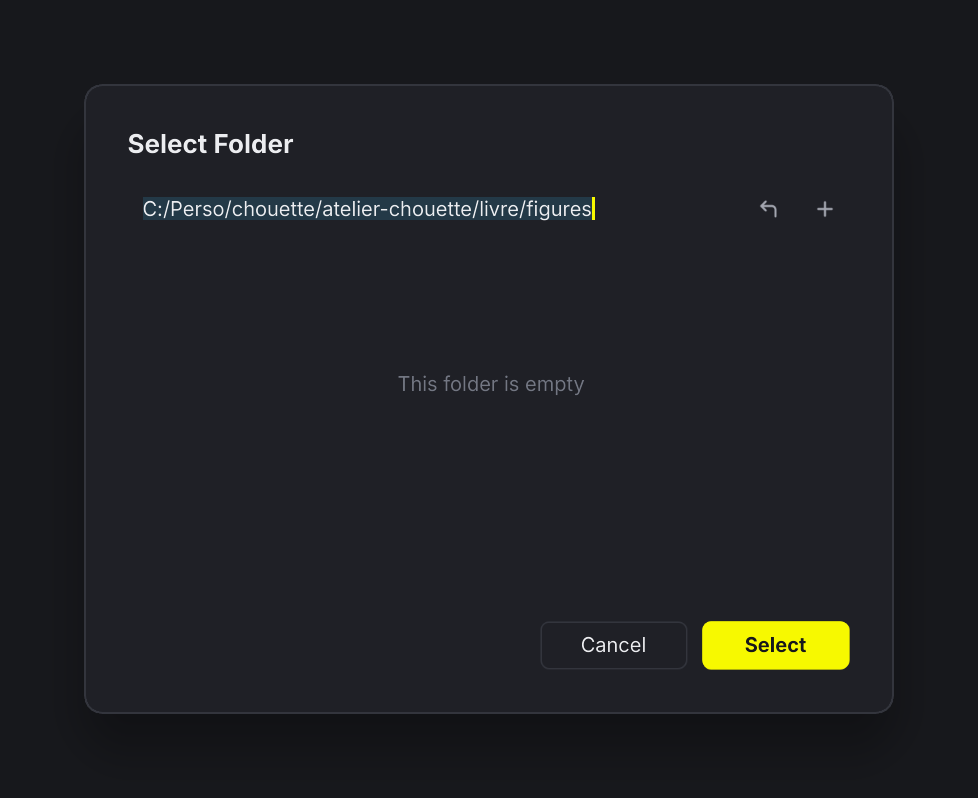 Select Folder
C:/Perso/chouette/atelier-chouette/livre/figures
This folder is empty
Cancel
Select